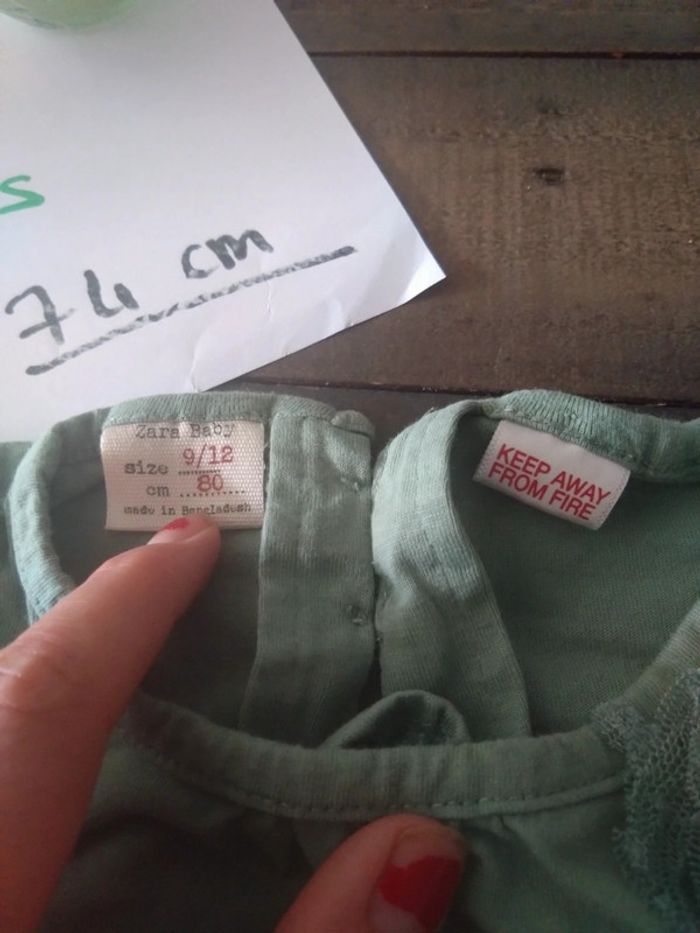 s
74 cm
Zara Baby
size 9/12
cm 80
made in Bangladesh
KEEP AWAY
FROM FIRE